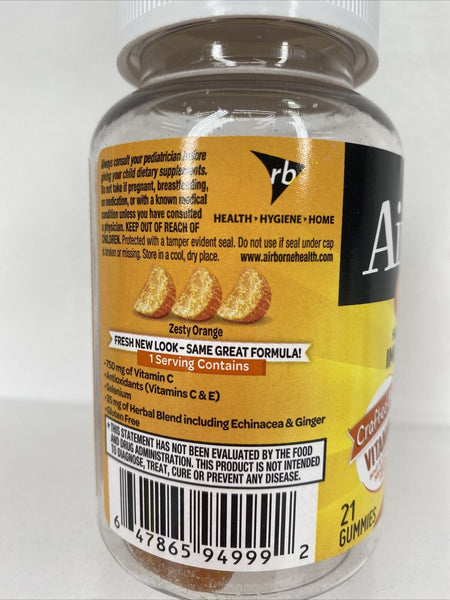 Always consult your pediatrician before
giving your child dietary supplements.
Do not take if pregnant, breastfeeding,
on medication, or with a known medical
condition unless you have consulted
a physician. KEEP OUT OF REACH OF
CHILDREN. Protected with a tamper evident seal. Do not use if seal under cap
is broken or missing. Store in a cool, dry place.
rb
HEALTH • HYGIENE • HOME
www.airbornehealth.com
Zesty Orange
FRESH NEW LOOK – SAME GREAT FORMULA!
1 Serving Contains
• 750 mg of Vitamin C
• Antioxidants (Vitamins C & E)
• Selenium
• 35 mg of Herbal Blend including Echinacea & Ginger
• Gluten Free
* THIS STATEMENT HAS NOT BEEN EVALUATED BY THE FOOD
AND DRUG ADMINISTRATION. THIS PRODUCT IS NOT INTENDED
TO DIAGNOSE, TREAT, CURE OR PREVENT ANY DISEASE.
6 47865 94999 2
Ai
Crafted
VITA
21
GUMMIES